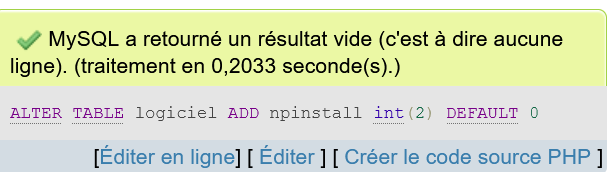 MySQL a retourné un résultat vide (c'est à dire aucune
ligne). (traitement en 0,2033 seconde(s).)
ALTER TABLE logiciel ADD npinstall int(2) DEFAULT 0
[Éditer en ligne] [ Éditer ] [ Créer le code source PHP ]